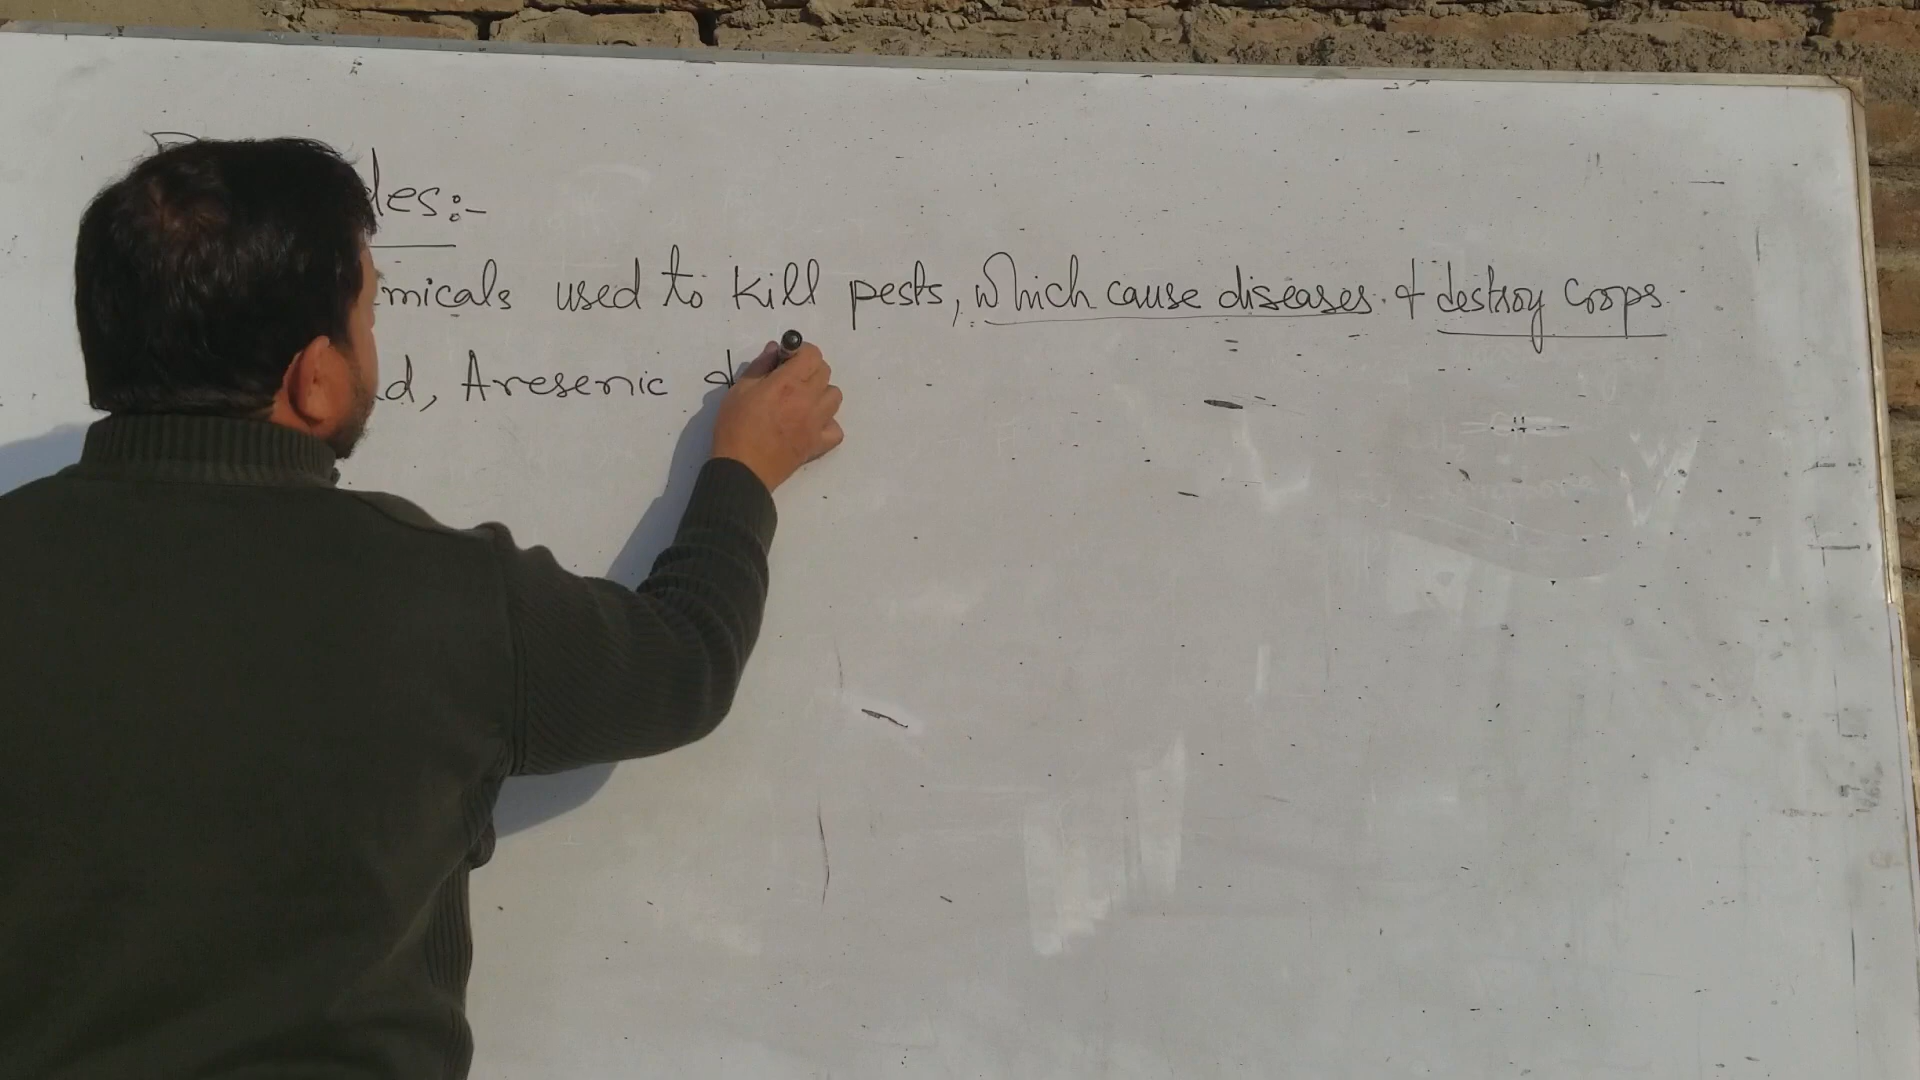 des:-
micals used to kill pests, which cause diseases. & destroy crops.
d, Aresenic &